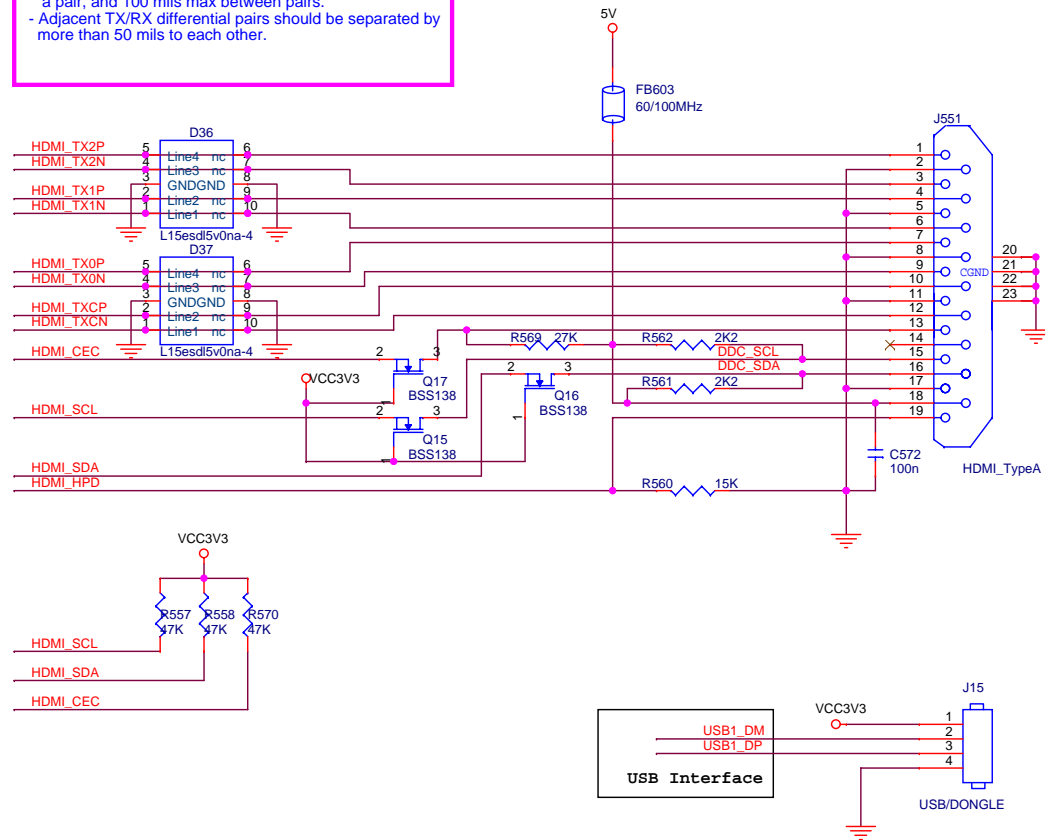 a pair, and 100 mils max between pairs.
- Adjacent TX/RX differential pairs should be separated by
more than 50 mils to each other.
5V
FB603
60/100MHz
J551
D36
HDMI_TX2P 5 Line4 nc 6 1
HDMI_TX2N 4 Line3 nc 7 2
3 GNDGND 8 3
HDMI_TX1P 2 Line2 nc 9 4
HDMI_TX1N 1 Line1 nc 10 5
6
L15esdl5v0na-4
D37
7
8
HDMI_TX0P 5 Line4 nc 6 9
HDMI_TX0N 4 Line3 nc 7 10
3 GNDGND 8 11
HDMI_TXCP 2 Line2 nc 9 12
HDMI_TXCN 1 Line1 nc 10 13
L15esdl5v0na-4
CGND
20
21
22
23
R569 27K
R562 2K2
14
HDMI_CEC 2 3
DDC_SCL 15
Q17
BSS138
1
VCC3V3
2 3
DDC_SDA 16
Q16
BSS138
1
R561 2K2
17
18
HDMI_SCL 2 3
19
Q15
BSS138
1
C572
100n
HDMI_TypeA
HDMI_SDA
HDMI_HPD
R560 15K
VCC3V3
R557
47K
R558
47K
R570
47K
HDMI_SCL
HDMI_SDA
HDMI_CEC
J15
VCC3V3
1
USB1_DM 2
USB1_DP 3
4
USB Interface
USB/DONGLE